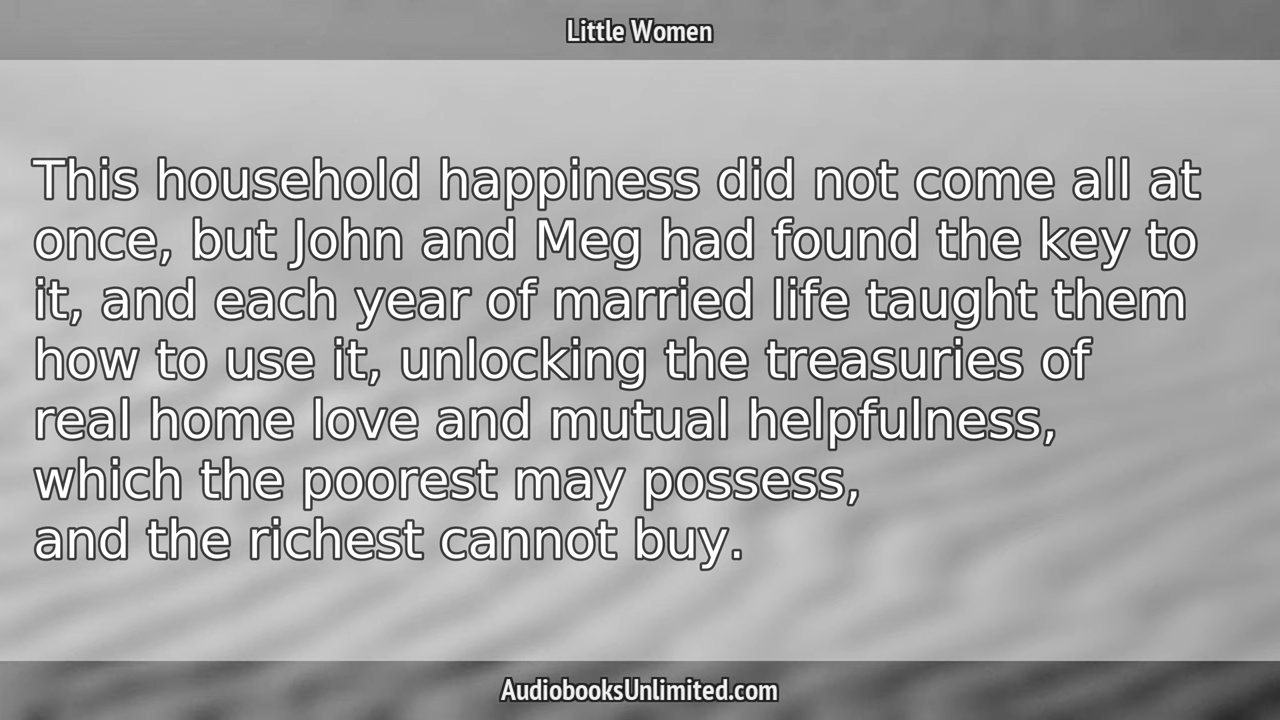 Little Women
This household happiness did not come all at
once, but John and Meg had found the key to
it, and each year of married life taught them
how to use it, unlocking the treasuries of
real home love and mutual helpfulness,
which the poorest may possess,
and the richest cannot buy.
AudiobooksUnlimited.com